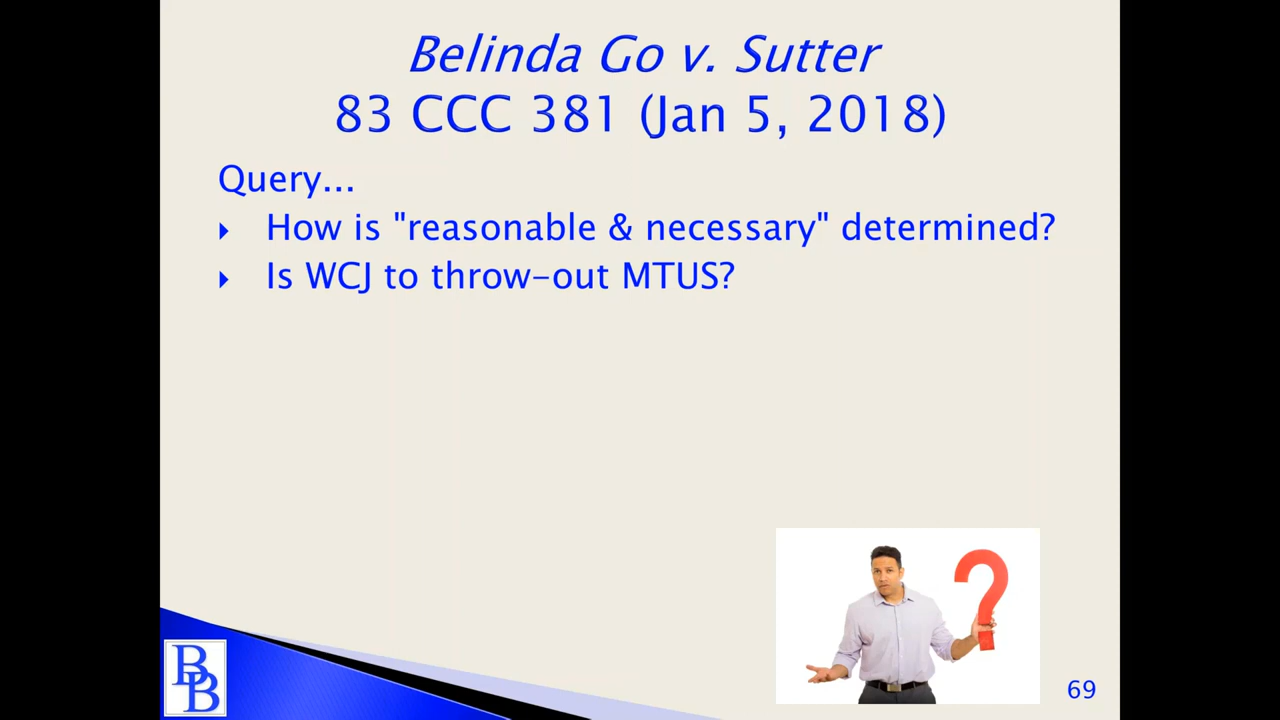 Belinda Go v. Sutter
83 CCC 381 (Jan 5, 2018)
Query...
How is "reasonable & necessary" determined?
Is WCJ to throw-out MTUS?
?
BB
69